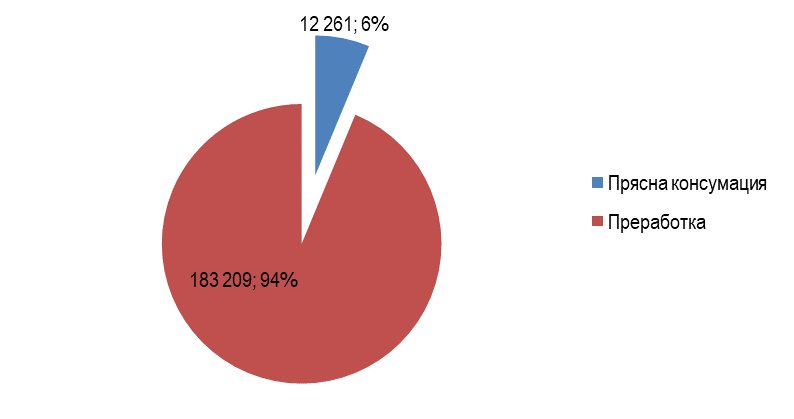 12 261; 6%
Прясна консумация
Преработка
183 209; 94%